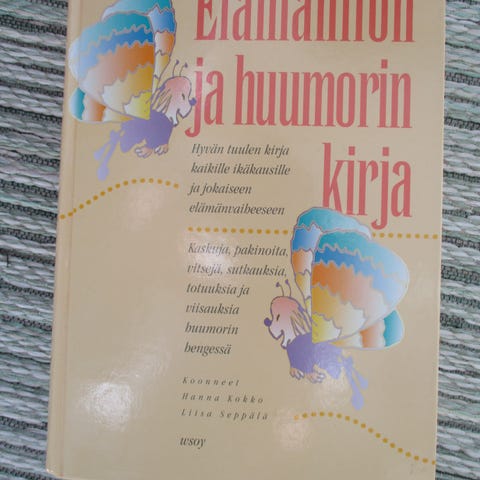 Elämänilon
ja huumorin
kirja
Hyvän tuulen kirja
kaikille ikäkausille
ja jokaiseen
elämänvaiheeseen
Kaskuja, pakinoita,
vitsejä, sutkauksia,
totuuksia ja
viisauksia
huumorin
hengessä
Koonneet
Hanna Kokko
Liisa Seppälä
wsoy